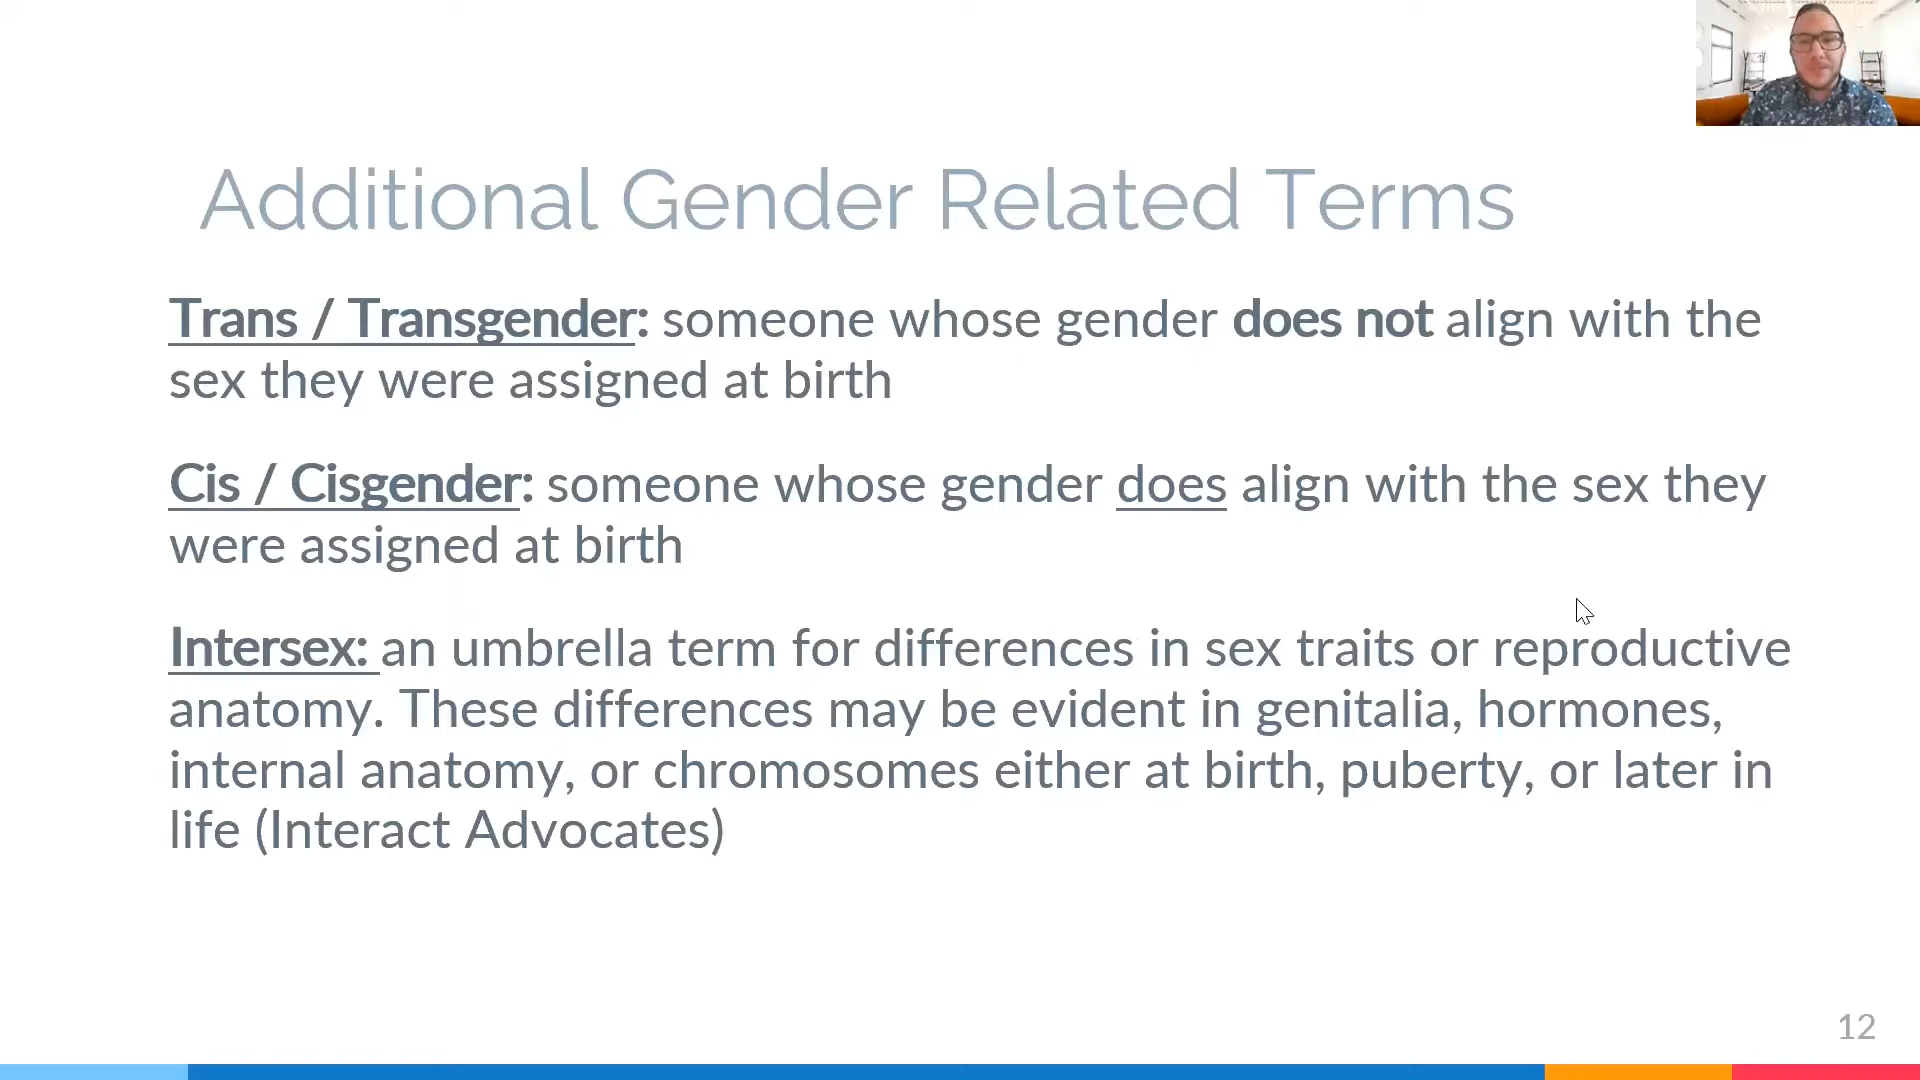 Additional Gender Related Terms
Trans / Transgender: someone whose gender does not align with the
sex they were assigned at birth
Cis / Cisgender: someone whose gender does align with the sex they
were assigned at birth
Intersex: an umbrella term for differences in sex traits or reproductive
anatomy. These differences may be evident in genitalia, hormones,
internal anatomy, or chromosomes either at birth, puberty, or later in
life (Interact Advocates)
12